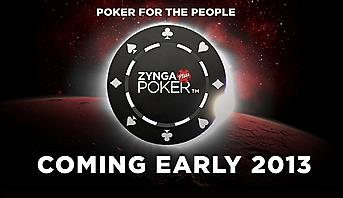 POKER FOR THE PEOPLE
ZYNGA Plus
POKER™
COMING EARLY 2013